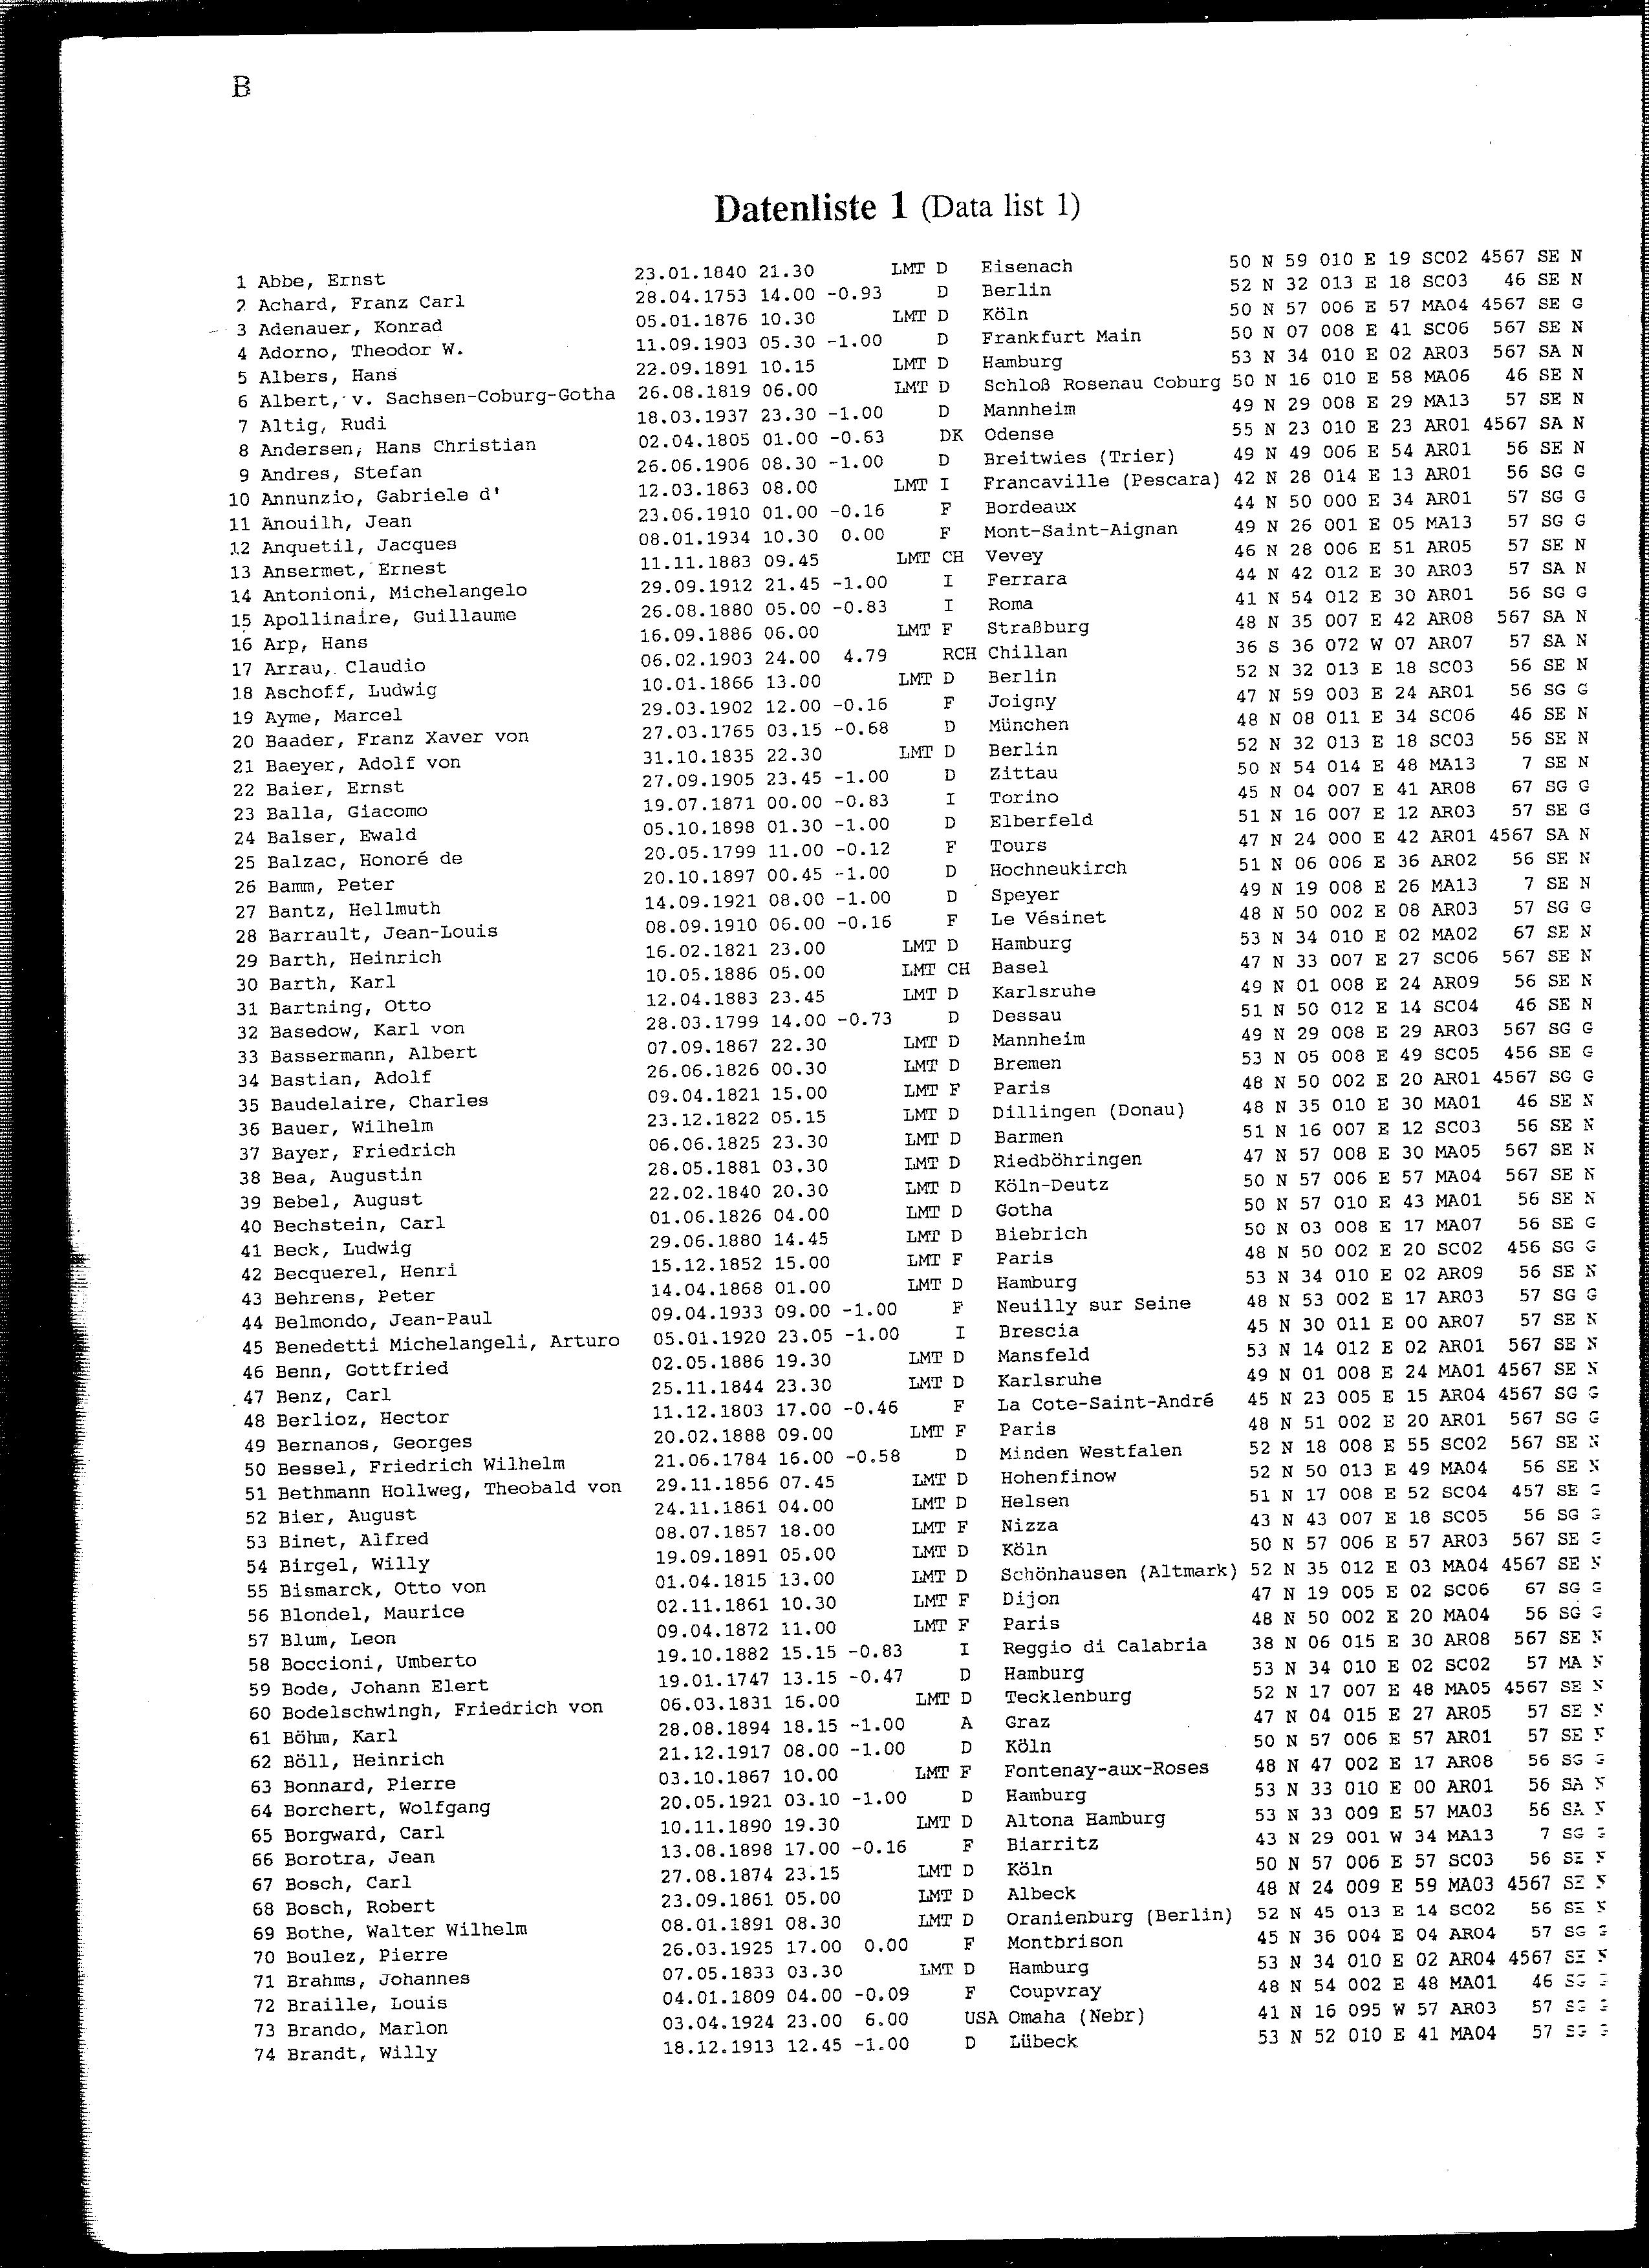 B
Datenliste 1 (Data list 1)
1 Abbe, Ernst 23.01.1840 21.30 LMT D Eisenach 50 N 59 010 E 19 SC02 4567 SE N
2 Achard, Franz Carl 28.04.1753 14.00 -0.93 D Berlin 52 N 32 013 E 18 SC03 46 SE N
3 Adenauer, Konrad 05.01.1876 10.30 LMT D Köln 50 N 57 006 E 57 MA04 4567 SE G
4 Adorno, Theodor W. 11.09.1903 05.30 -1.00 D Frankfurt Main 50 N 07 008 E 41 SC06 567 SE N
5 Albers, Hans 22.09.1891 10.15 LMT D Hamburg 53 N 34 010 E 02 AR03 567 SA N
6 Albert, v. Sachsen-Coburg-Gotha 26.08.1819 06.00 LMT D Schloß Rosenau Coburg 50 N 16 010 E 58 MA06 46 SE N
7 Altig, Rudi 18.03.1937 23.30 -1.00 D Mannheim 49 N 29 008 E 29 MA13 57 SE N
8 Andersen, Hans Christian 02.04.1805 01.00 -0.63 DK Odense 55 N 23 010 E 23 AR01 4567 SA N
9 Andres, Stefan 26.06.1906 08.30 -1.00 D Breitwies (Trier) 49 N 49 006 E 54 AR01 56 SE N
10 Annunzio, Gabriele d' 12.03.1863 08.00 LMT I Francaville (Pescara) 42 N 28 014 E 13 AR01 56 SG G
11 Anouilh, Jean 23.06.1910 01.00 -0.16 F Bordeaux 44 N 50 000 E 34 AR01 57 SG G
12 Anquetil, Jacques 08.01.1934 10.30 0.00 F Mont-Saint-Aignan 49 N 26 001 E 05 MA13 57 SG G
13 Ansermet, Ernest 11.11.1883 09.45 LMT CH Vevey 46 N 28 006 E 51 AR05 57 SE N
14 Antonioni, Michelangelo 29.09.1912 21.45 -1.00 I Ferrara 44 N 42 012 E 30 AR03 57 SA N
15 Apollinaire, Guillaume 26.08.1880 05.00 -0.83 I Roma 41 N 54 012 E 30 AR01 56 SG G
16 Arp, Hans 16.09.1886 06.00 LMT F Straßburg 48 N 35 007 E 42 AR08 567 SA N
17 Arrau, Claudio 06.02.1903 24.00 4.79 RCH Chillan 36 S 36 072 W 07 AR07 57 SA N
18 Aschoff, Ludwig 10.01.1866 13.00 LMT D Berlin 52 N 32 013 E 18 SC03 56 SE N
19 Ayme, Marcel 29.03.1902 12.00 -0.16 F Joigny 47 N 59 003 E 24 AR01 56 SG G
20 Baader, Franz Xaver von 27.03.1765 03.15 -0.68 D München 48 N 08 011 E 34 SC06 46 SE N
21 Baeyer, Adolf von 31.10.1835 22.30 LMT D Berlin 52 N 32 013 E 18 SC03 56 SE N
22 Baier, Ernst 27.09.1905 23.45 -1.00 D Zittau 50 N 54 014 E 48 MA13 7 SE N
23 Balla, Giacomo 19.07.1871 00.00 -0.83 I Torino 45 N 04 007 E 41 AR08 67 SG G
24 Balser, Ewald 05.10.1898 01.30 -1.00 D Elberfeld 51 N 16 007 E 12 AR03 57 SE G
25 Balzac, Honoré de 20.05.1799 11.00 -0.12 F Tours 47 N 24 000 E 42 AR01 4567 SA N
26 Bamm, Peter 20.10.1897 00.45 -1.00 D Hochneukirch 51 N 06 006 E 36 AR02 56 SE N
27 Bantz, Hellmuth 14.09.1921 08.00 -1.00 D Speyer 49 N 19 008 E 26 MA13 7 SE N
28 Barrault, Jean-Louis 08.09.1910 06.00 -0.16 F Le Vésinet 48 N 50 002 E 08 AR03 57 SG G
29 Barth, Heinrich 16.02.1821 23.00 LMT D Hamburg 53 N 34 010 E 02 MA02 67 SE N
30 Barth, Karl 10.05.1886 05.00 LMT CH Basel 47 N 33 007 E 27 SC06 567 SE N
31 Bartning, Otto 12.04.1883 23.45 LMT D Karlsruhe 49 N 01 008 E 24 AR09 56 SE N
32 Basedow, Karl von 28.03.1799 14.00 -0.73 D Dessau 51 N 50 012 E 14 SC04 46 SE N
33 Bassermann, Albert 07.09.1867 22.30 LMT D Mannheim 49 N 29 008 E 29 AR03 567 SG G
34 Bastian, Adolf 26.06.1826 00.30 LMT D Bremen 53 N 05 008 E 49 SC05 456 SE G
35 Baudelaire, Charles 09.04.1821 15.00 LMT F Paris 48 N 50 002 E 20 AR01 4567 SG G
36 Bauer, Wilhelm 23.12.1822 05.15 LMT D Dillingen (Donau) 48 N 35 010 E 30 MA01 46 SE N
37 Bayer, Friedrich 06.06.1825 23.30 LMT D Barmen 51 N 16 007 E 12 SC03 56 SE N
38 Bea, Augustin 28.05.1881 03.30 LMT D Riedböhringen 47 N 57 008 E 30 MA05 567 SE N
39 Bebel, August 22.02.1840 20.30 LMT D Köln-Deutz 50 N 57 006 E 57 MA04 567 SE N
40 Bechstein, Carl 01.06.1826 04.00 LMT D Gotha 50 N 57 010 E 43 MA01 56 SE N
41 Beck, Ludwig 29.06.1880 14.45 LMT D Biebrich 50 N 03 008 E 17 MA07 56 SE G
42 Becquerel, Henri 15.12.1852 15.00 LMT F Paris 48 N 50 002 E 20 SC02 456 SG G
43 Behrens, Peter 14.04.1868 01.00 LMT D Hamburg 53 N 34 010 E 02 AR09 56 SE N
44 Belmondo, Jean-Paul 09.04.1933 09.00 -1.00 F Neuilly sur Seine 48 N 53 002 E 17 AR03 57 SG G
45 Benedetti Michelangeli, Arturo 05.01.1920 23.05 -1.00 I Brescia 45 N 30 011 E 00 AR07 57 SE N
46 Benn, Gottfried 02.05.1886 19.30 LMT D Mansfeld 53 N 14 012 E 02 AR01 567 SE N
47 Benz, Carl 25.11.1844 23.30 LMT D Karlsruhe 49 N 01 008 E 24 MA01 4567 SE N
48 Berlioz, Hector 11.12.1803 17.00 -0.46 F La Cote-Saint-André 45 N 23 005 E 15 AR04 4567 SG G
49 Bernanos, Georges 20.02.1888 09.00 LMT F Paris 48 N 51 002 E 20 AR01 567 SG G
50 Bessel, Friedrich Wilhelm 21.06.1784 16.00 -0.58 D Minden Westfalen 52 N 18 008 E 55 SC02 567 SE N
51 Bethmann Hollweg, Theobald von 29.11.1856 07.45 LMT D Hohenfinow 52 N 50 013 E 49 MA04 56 SE N
52 Bier, August 24.11.1861 04.00 LMT D Helsen 51 N 17 008 E 52 SC04 457 SE G
53 Binet, Alfred 08.07.1857 18.00 LMT F Nizza 43 N 43 007 E 18 SC05 56 SG G
54 Birgel, Willy 19.09.1891 05.00 LMT D Köln 50 N 57 006 E 57 AR03 567 SE G
55 Bismarck, Otto von 01.04.1815 13.00 LMT D Schönhausen (Altmark) 52 N 35 012 E 03 MA04 4567 SE N
56 Blondel, Maurice 02.11.1861 10.30 LMT F Dijon 47 N 19 005 E 02 SC06 67 SG G
57 Blum, Leon 09.04.1872 11.00 LMT F Paris 48 N 50 002 E 20 MA04 56 SG G
58 Boccioni, Umberto 19.10.1882 15.15 -0.83 I Reggio di Calabria 38 N 06 015 E 30 AR08 567 SE N
59 Bode, Johann Elert 19.01.1747 13.15 -0.47 D Hamburg 53 N 34 010 E 02 SC02 57 MA N
60 Bodelschwingh, Friedrich von 06.03.1831 16.00 LMT D Tecklenburg 52 N 17 007 E 48 MA05 4567 SE N
61 Böhm, Karl 28.08.1894 18.15 -1.00 A Graz 47 N 04 015 E 27 AR05 57 SE N
62 Böll, Heinrich 21.12.1917 08.00 -1.00 D Köln 50 N 57 006 E 57 AR01 57 SE N
63 Bonnard, Pierre 03.10.1867 10.00 LMT F Fontenay-aux-Roses 48 N 47 002 E 17 AR08 56 SG G
64 Borchert, Wolfgang 20.05.1921 03.10 -1.00 D Hamburg 53 N 33 010 E 00 AR01 56 SA N
65 Borgward, Carl 10.11.1890 19.30 LMT D Altona Hamburg 53 N 33 009 E 57 MA03 56 SA N
66 Borotra, Jean 13.08.1898 17.00 -0.16 F Biarritz 43 N 29 001 W 34 MA13 7 SG G
67 Bosch, Carl 27.08.1874 23.15 LMT D Köln 50 N 57 006 E 57 SC03 56 SE N
68 Bosch, Robert 23.09.1861 05.00 LMT D Albeck 48 N 24 009 E 59 MA03 4567 SE N
69 Bothe, Walter Wilhelm 08.01.1891 08.30 LMT D Oranienburg (Berlin) 52 N 45 013 E 14 SC02 56 SE N
70 Boulez, Pierre 26.03.1925 17.00 0.00 F Montbrison 45 N 36 004 E 04 AR04 57 SG G
71 Brahms, Johannes 07.05.1833 03.30 LMT D Hamburg 53 N 34 010 E 02 AR04 4567 SE N
72 Braille, Louis 04.01.1809 04.00 -0.09 F Coupvray 48 N 54 002 E 48 MA01 46 SG G
73 Brando, Marlon 03.04.1924 23.00 6.00 USA Omaha (Nebr) 41 N 16 095 W 57 AR03 57 SG G
74 Brandt, Willy 18.12.1913 12.45 -1.00 D Lübeck 53 N 52 010 E 41 MA04 57 SG G